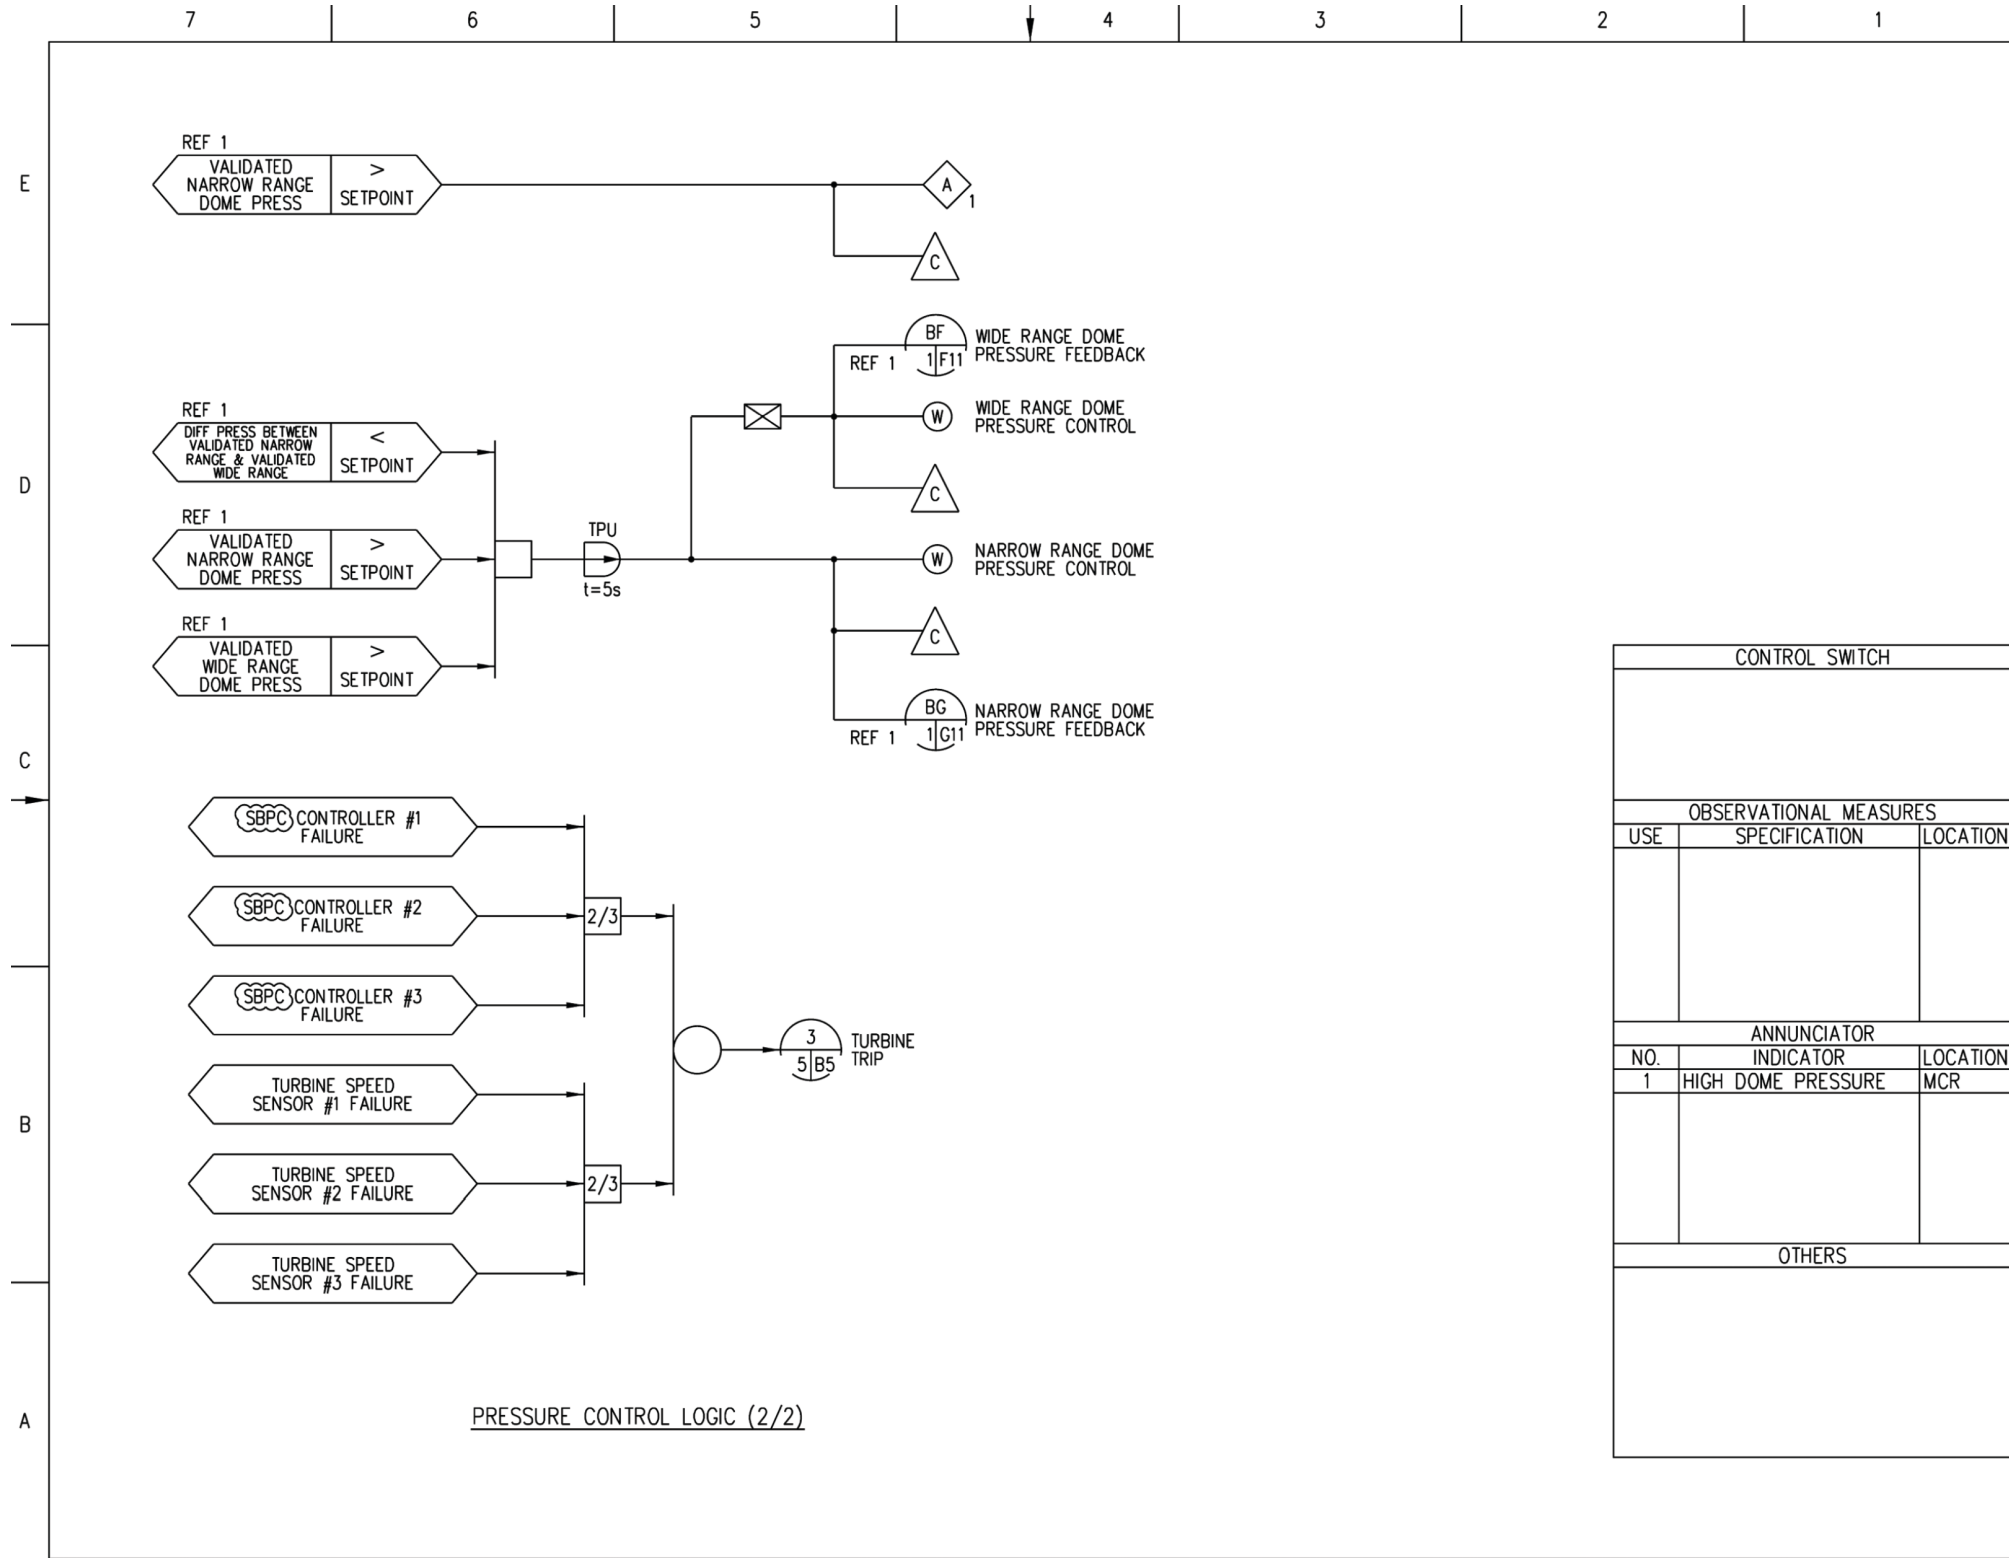 7 6 5 4 3 2 1
E
REF 1
VALIDATED
NARROW RANGE
DOME PRESS
>
SETPOINT
A
1
C
BF
1 F11
REF 1
WIDE RANGE DOME
PRESSURE FEEDBACK
W
WIDE RANGE DOME
PRESSURE CONTROL
D
REF 1
DIFF PRESS BETWEEN
VALIDATED NARROW
RANGE & VALIDATED
WIDE RANGE
<
SETPOINT
C
REF 1
VALIDATED
NARROW RANGE
DOME PRESS
>
SETPOINT
TPU
t=5s
W
NARROW RANGE DOME
PRESSURE CONTROL
C
REF 1
VALIDATED
WIDE RANGE
DOME PRESS
>
SETPOINT
BG
1 G11
REF 1
NARROW RANGE DOME
PRESSURE FEEDBACK
C
SBPC CONTROLLER #1
FAILURE
SBPC CONTROLLER #2
FAILURE
2/3
SBPC CONTROLLER #3
FAILURE
3
5 B5
TURBINE
TRIP
B
TURBINE SPEED
SENSOR #1 FAILURE
TURBINE SPEED
SENSOR #2 FAILURE
2/3
TURBINE SPEED
SENSOR #3 FAILURE
A
PRESSURE CONTROL LOGIC (2/2)
CONTROL SWITCH
OBSERVATIONAL MEASURES
USE SPECIFICATION LOCATION
ANNUNCIATOR
NO. INDICATOR LOCATION
1 HIGH DOME PRESSURE MCR
OTHERS